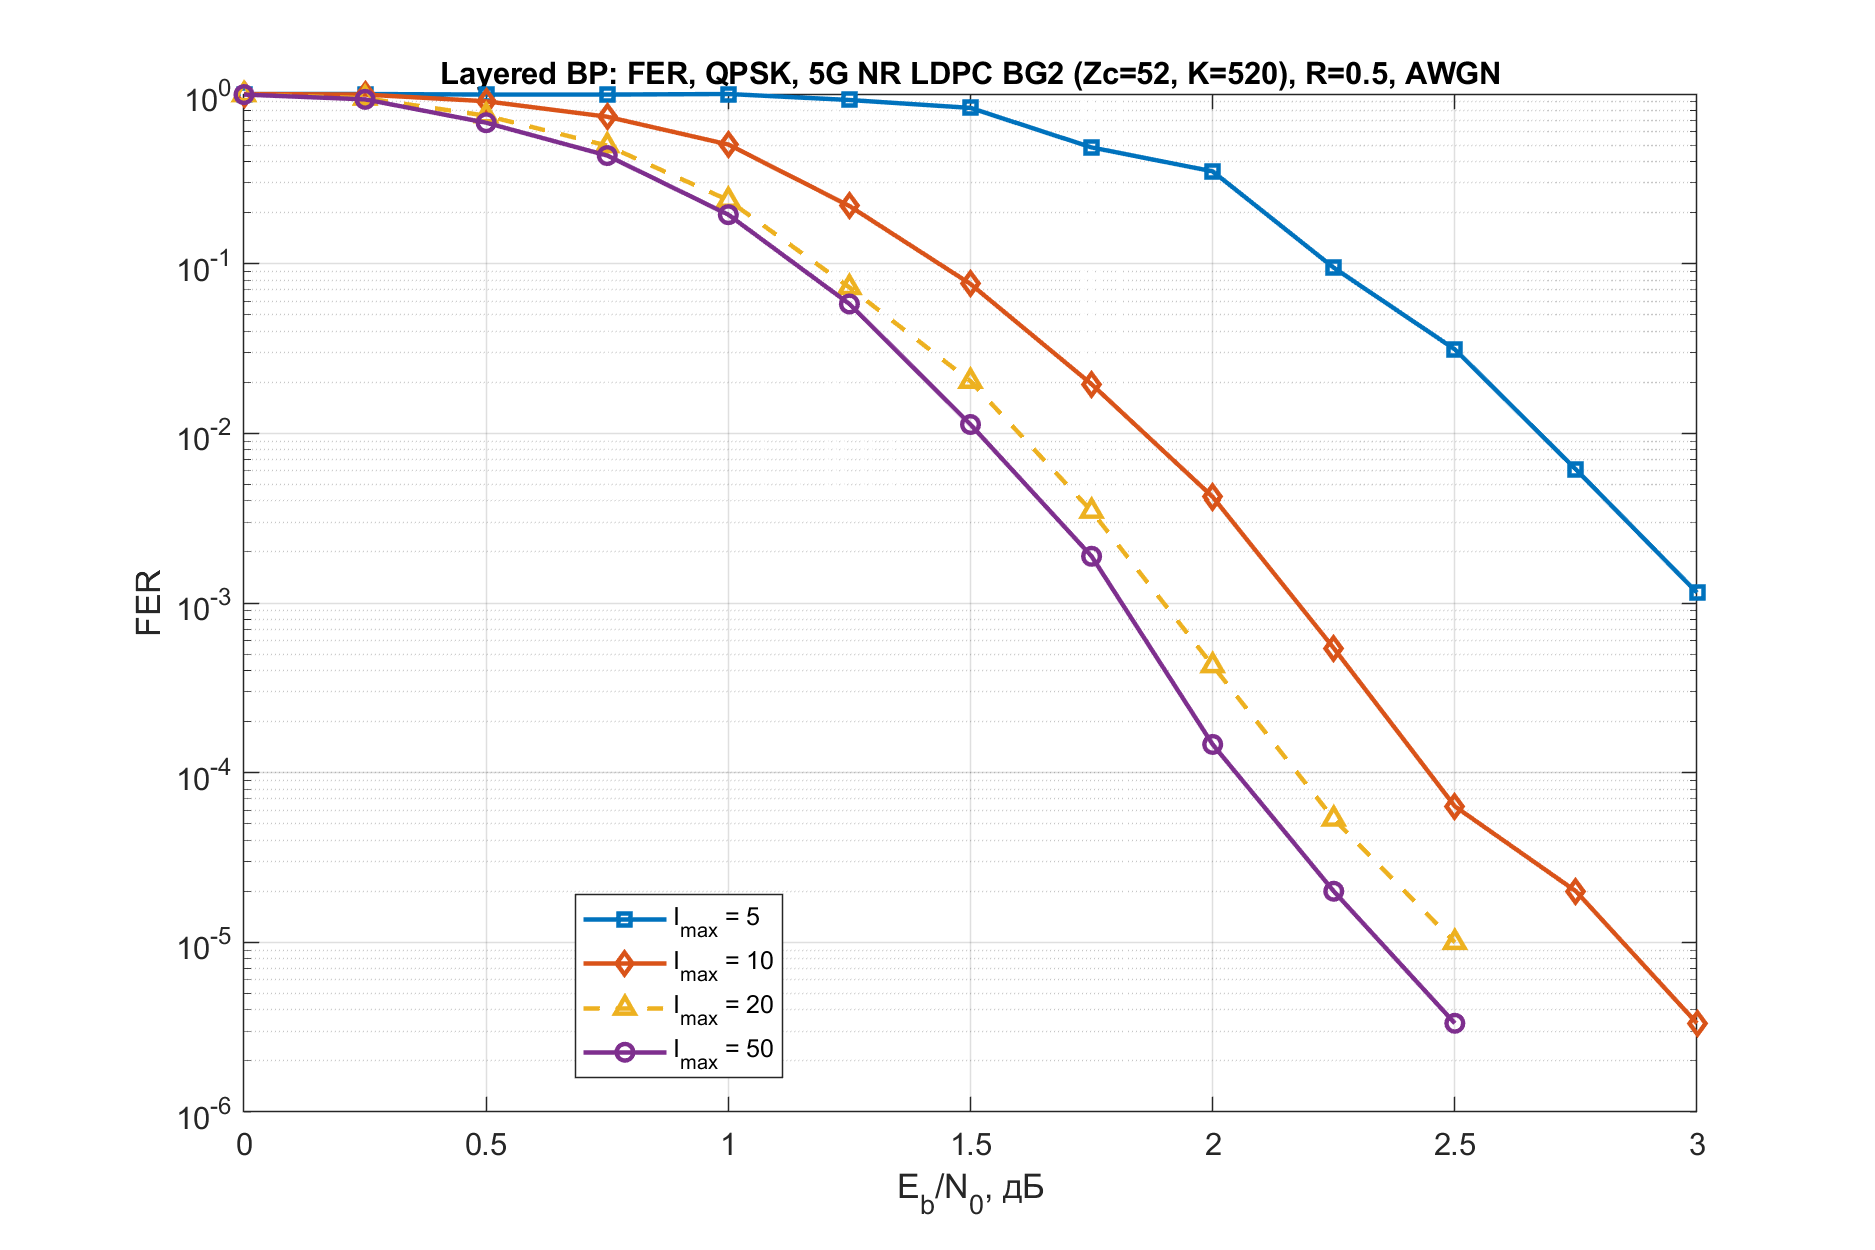 Layered BP: FER, QPSK, 5G NR LDPC BG2 (Zc=52, K=520), R=0.5, AWGN
10^0
10^-1
10^-2
10^-3
10^-4
10^-5
10^-6
FER
I_max = 5
I_max = 10
I_max = 20
I_max = 50
0 0.5 1 1.5 2 2.5 3
E_b/N_0, дБ